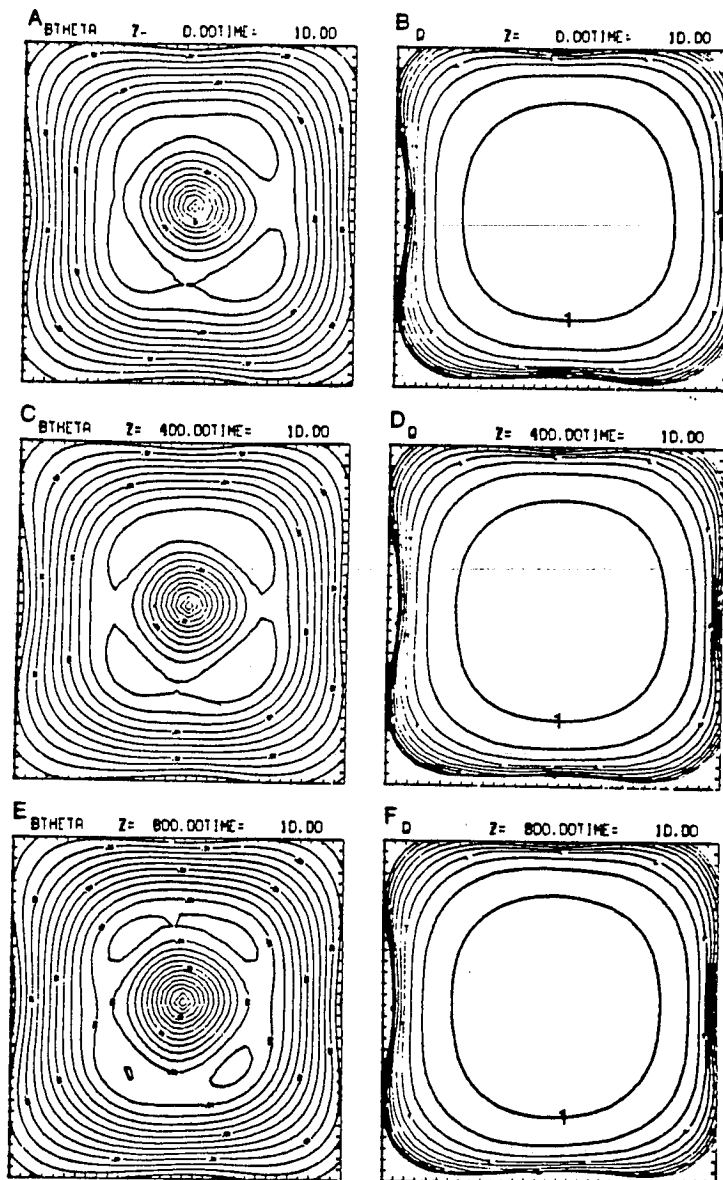 A BTHETA Z- 0.00TIME= 10.00
B Q Z= 0.00TIME= 10.00
1
C BTHETA Z= 400.00TIME= 10.00
D Q Z= 400.00TIME= 10.00
1
E BTHETA Z= 800.00TIME= 10.00
F Q Z= 800.00TIME= 10.00
1